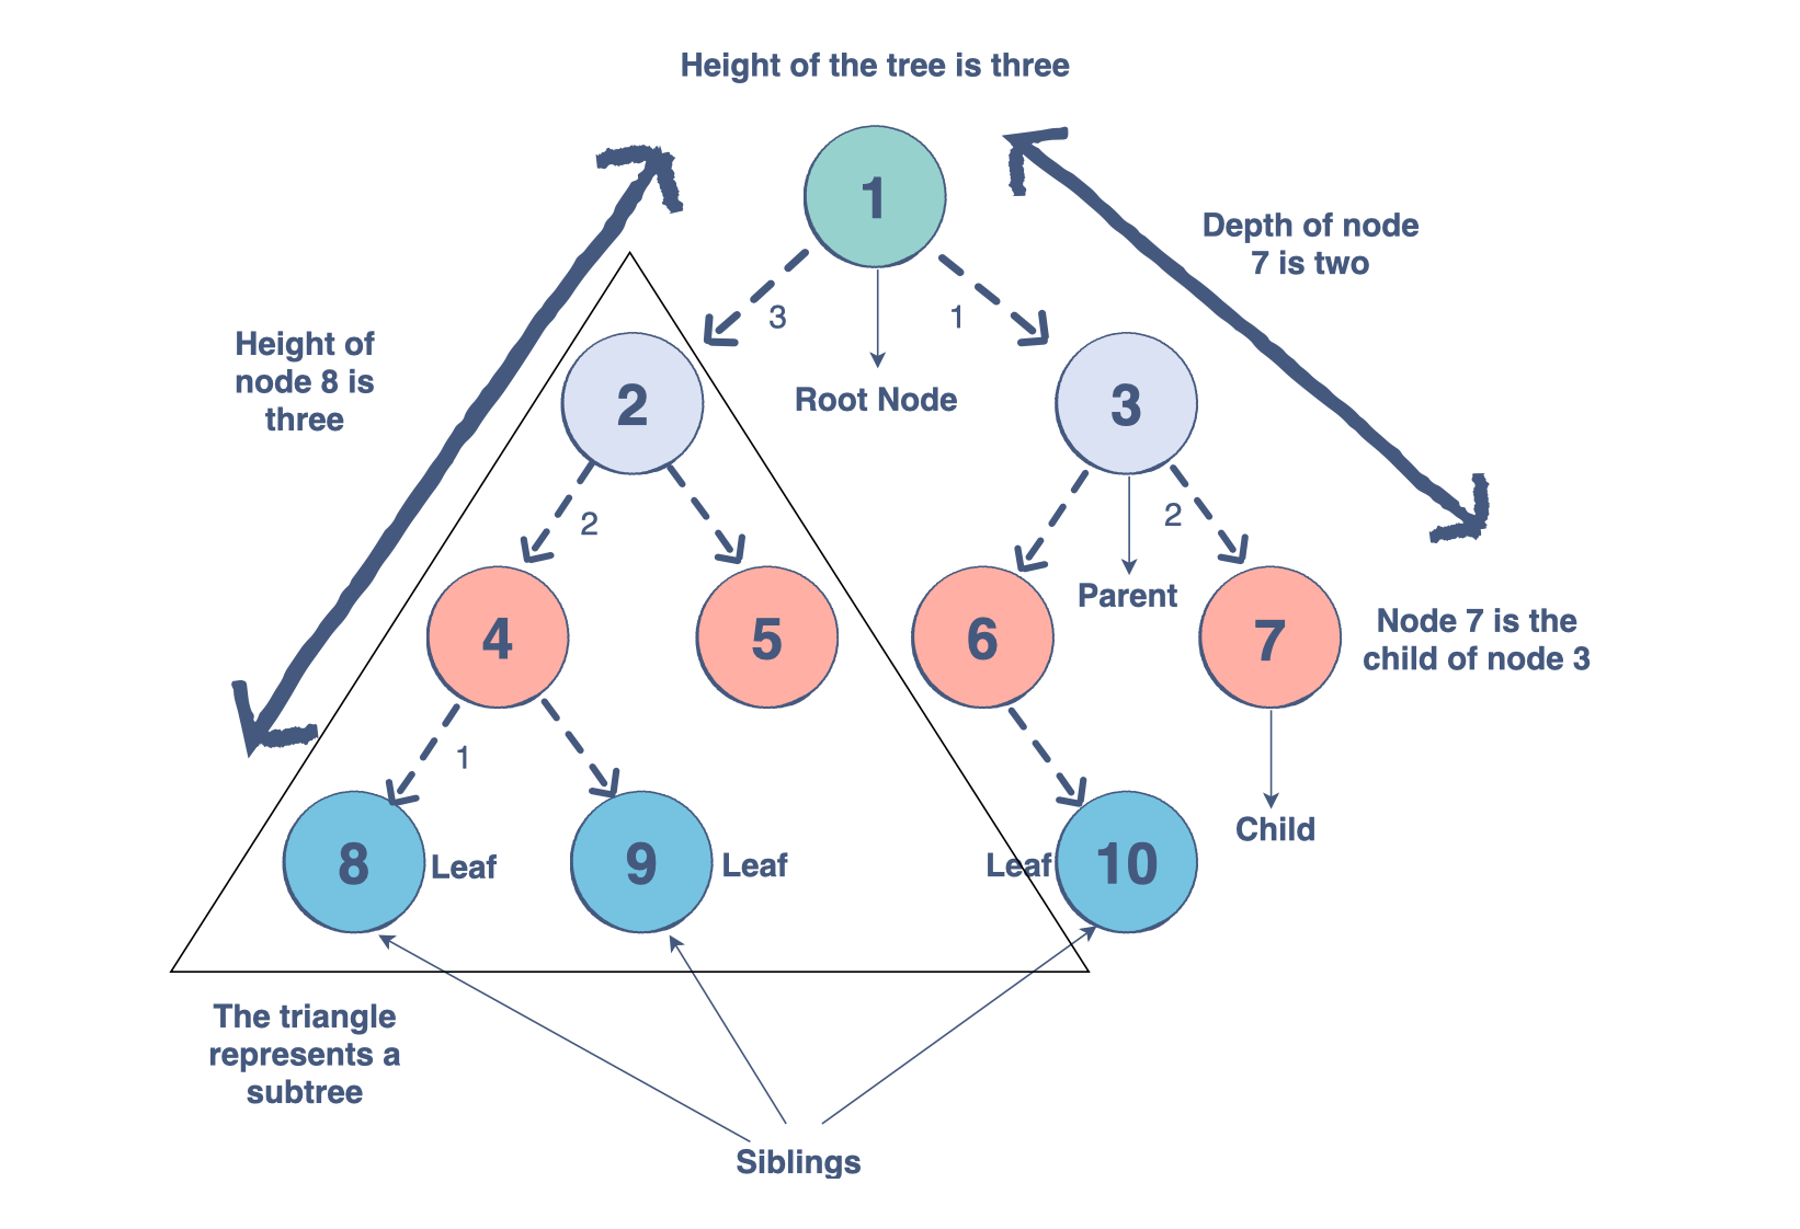 Height of the tree is three
1
Depth of node
7 is two
3
1
Height of
node 8 is
three
Root Node
2
3
2
2
Parent
4
5
6
7
Node 7 is the
child of node 3
1
Child
8
Leaf
9
Leaf
Leaf
10
The triangle
represents a
subtree
Siblings